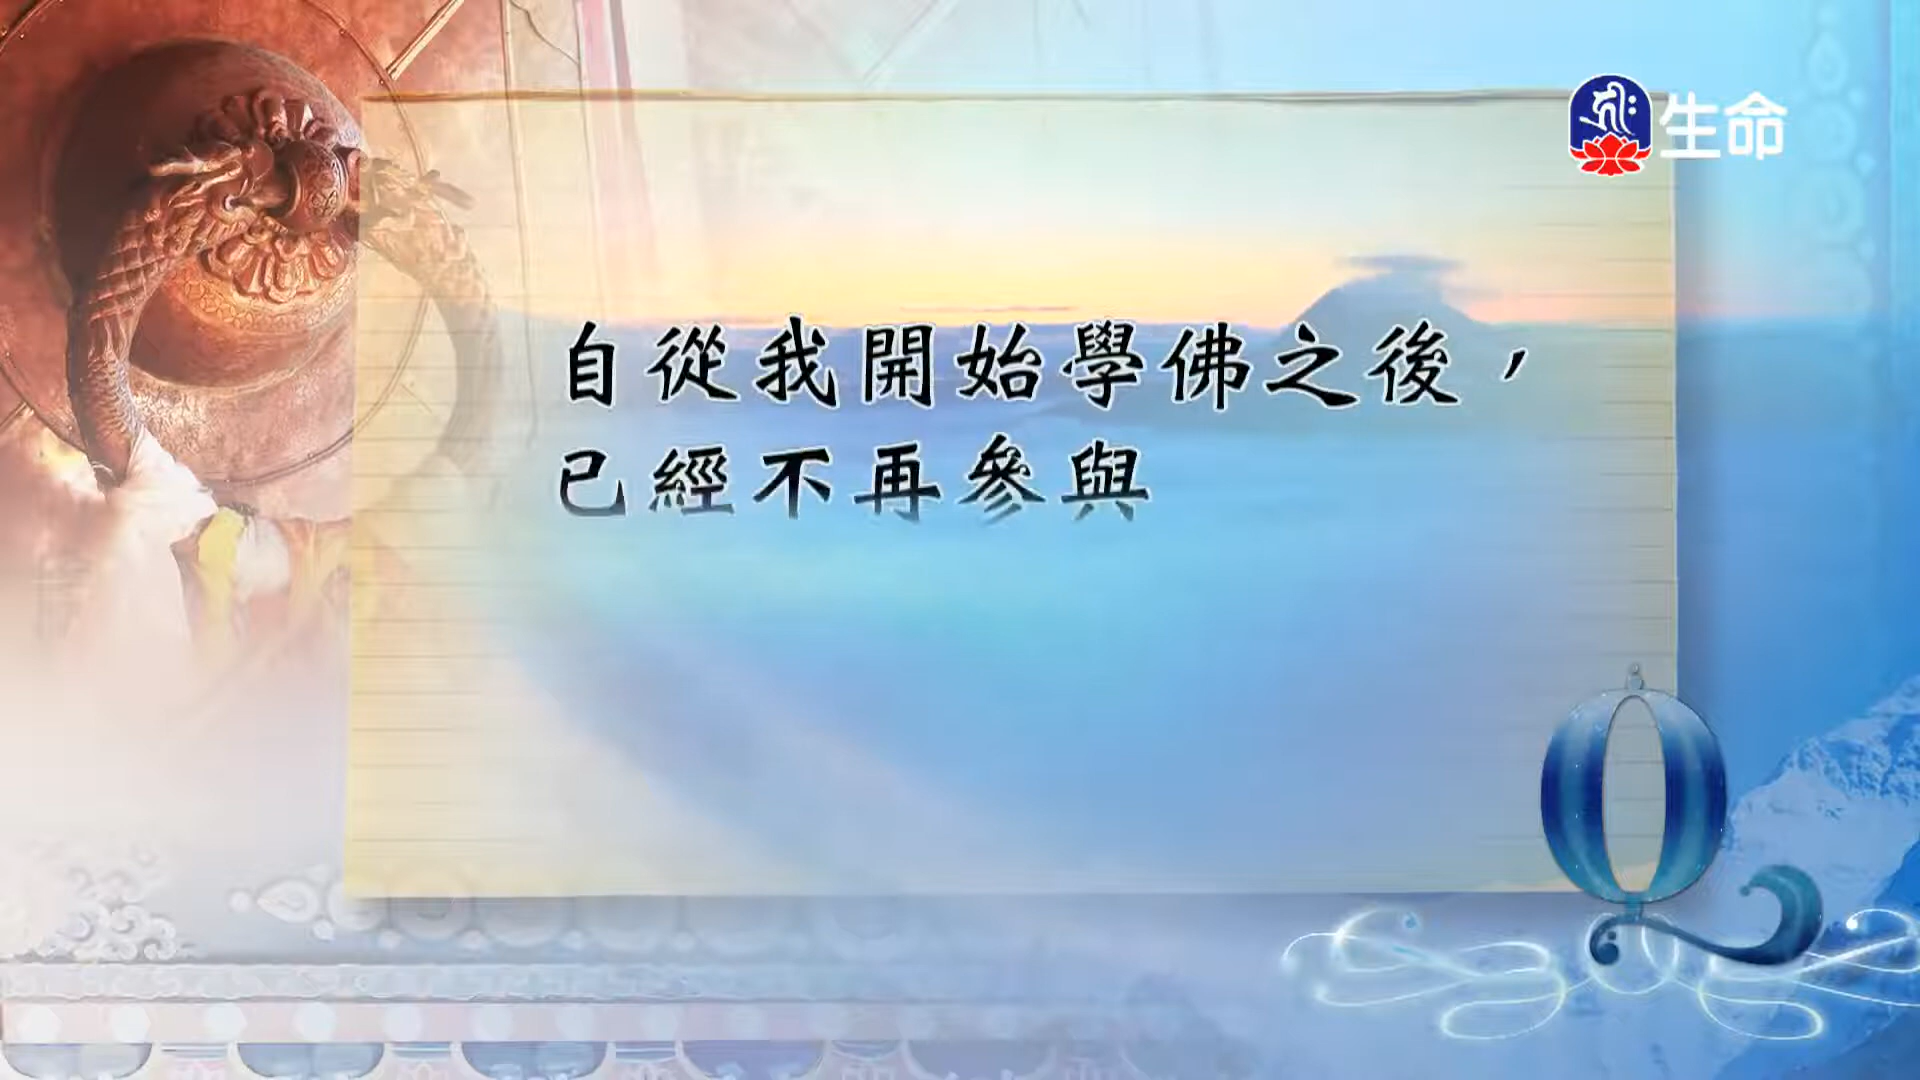 生命
自從我開始學佛之後，
已經不再參與
Q